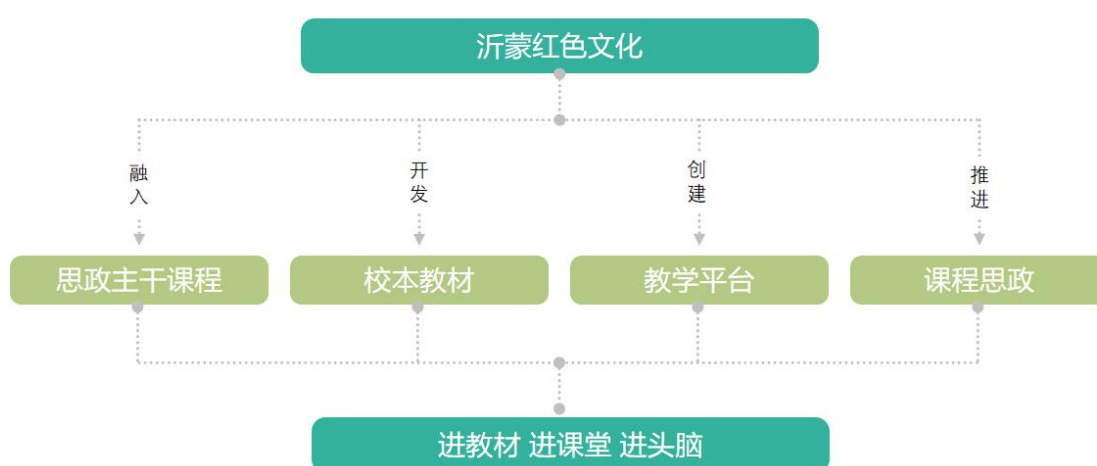 沂蒙红色文化
融入
开发
创建
推进
思政主干课程
校本教材
教学平台
课程思政
进教材 进课堂 进头脑